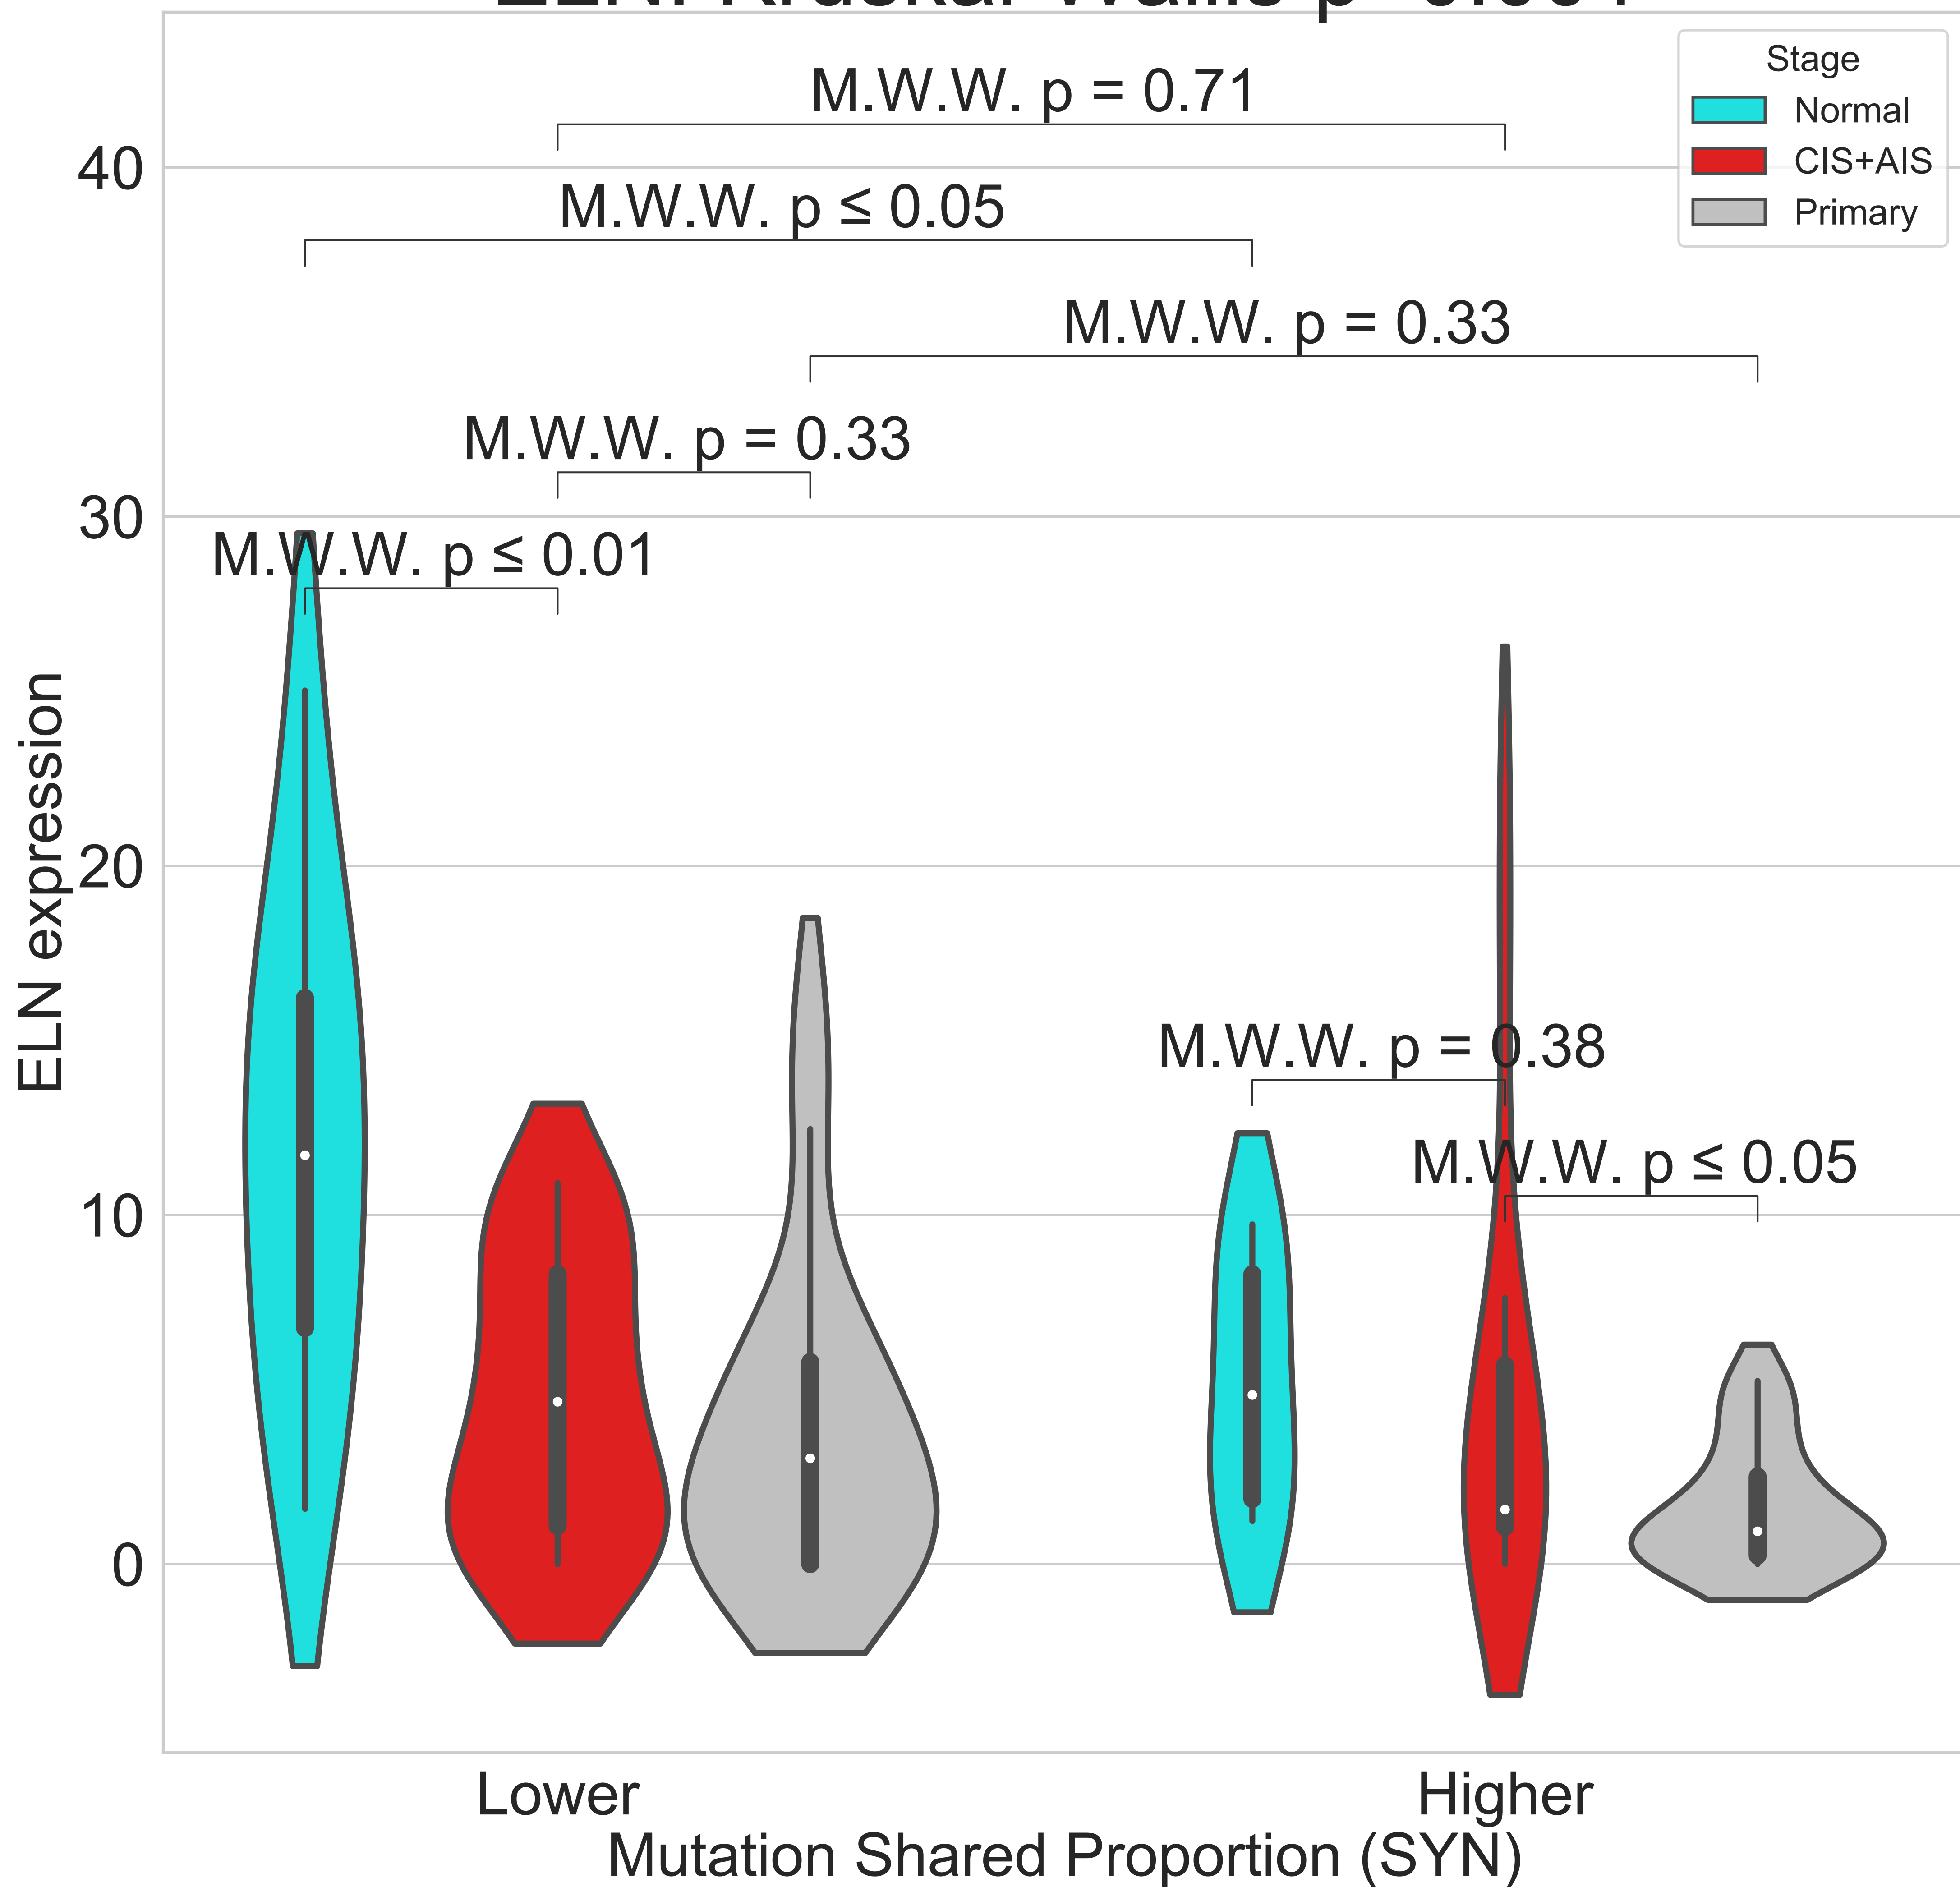 Stage
Normal
CIS+AIS
Primary
M.W.W. p = 0.71
M.W.W. p ≤ 0.05
M.W.W. p = 0.33
M.W.W. p = 0.33
M.W.W. p ≤ 0.01
M.W.W. p = 0.38
M.W.W. p ≤ 0.05
40
30
20
10
0
ELN expression
Lower
Higher
Mutation Shared Proportion (SYN)